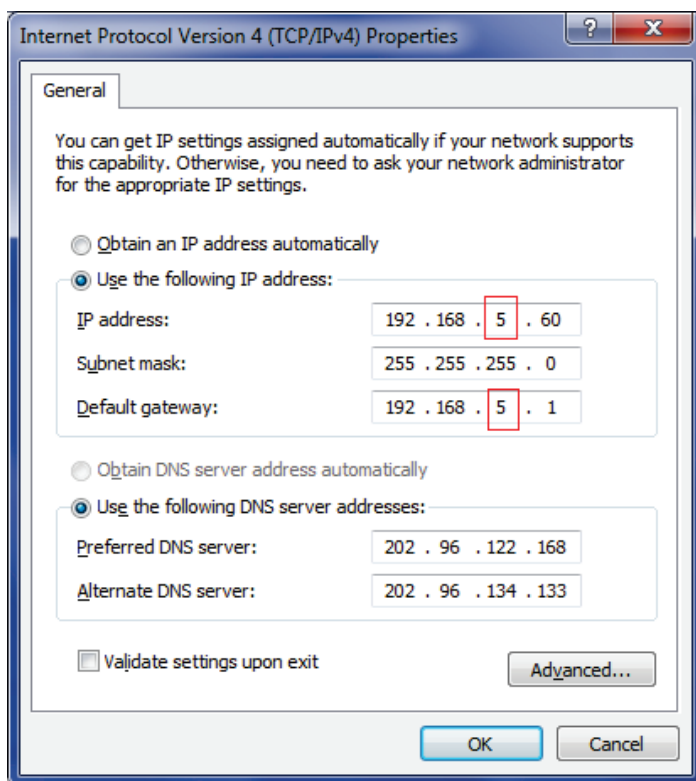 Internet Protocol Version 4 (TCP/IPv4) Properties
?
X
General
You can get IP settings assigned automatically if your network supports
this capability. Otherwise, you need to ask your network administrator
for the appropriate IP settings.
Obtain an IP address automatically
Use the following IP address:
IP address: 192 . 168 . 5 . 60
Subnet mask: 255 . 255 . 255 . 0
Default gateway: 192 . 168 . 5 . 1
Obtain DNS server address automatically
Use the following DNS server addresses:
Preferred DNS server: 202 . 96 . 122 . 168
Alternate DNS server: 202 . 96 . 134 . 133
Validate settings upon exit
Advanced...
OK Cancel